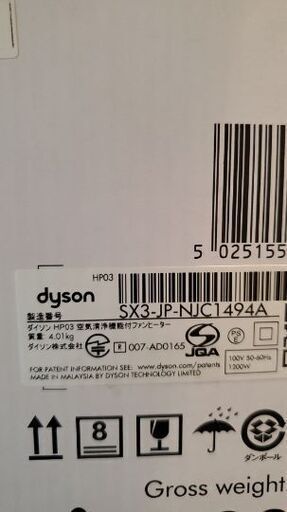 5 025155
HP03
dyson
製造番号 SX3-JP-NJC1494A
ダイソン HP03 空気清浄機能付ファンヒーター
質量: 4.01kg
ダイソン株式会社 R 007-AD0165 S JQA PS E
100V 50-60Hz
1200W
FOR PATENT INFORMATION SEE: www.dyson.com/patents
MADE IN MALAYSIA BY DYSON TECHNOLOGY LIMITED
8
ダンボール
Gross weight